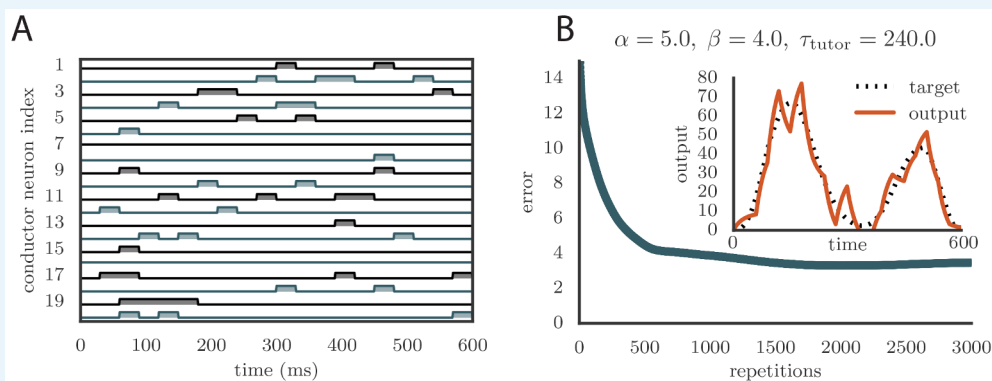 A
conductor neuron index
1
3
5
7
9
11
13
15
17
19
0 100 200 300 400 500 600
time (ms)
B
α = 5.0, β = 4.0, τtutor = 240.0
error
14
12
10
8
6
4
2
0
0 500 1000 1500 2000 2500 3000
repetitions
output
80
70
60
50
40
30
20
10
0
0 time 600
target
output